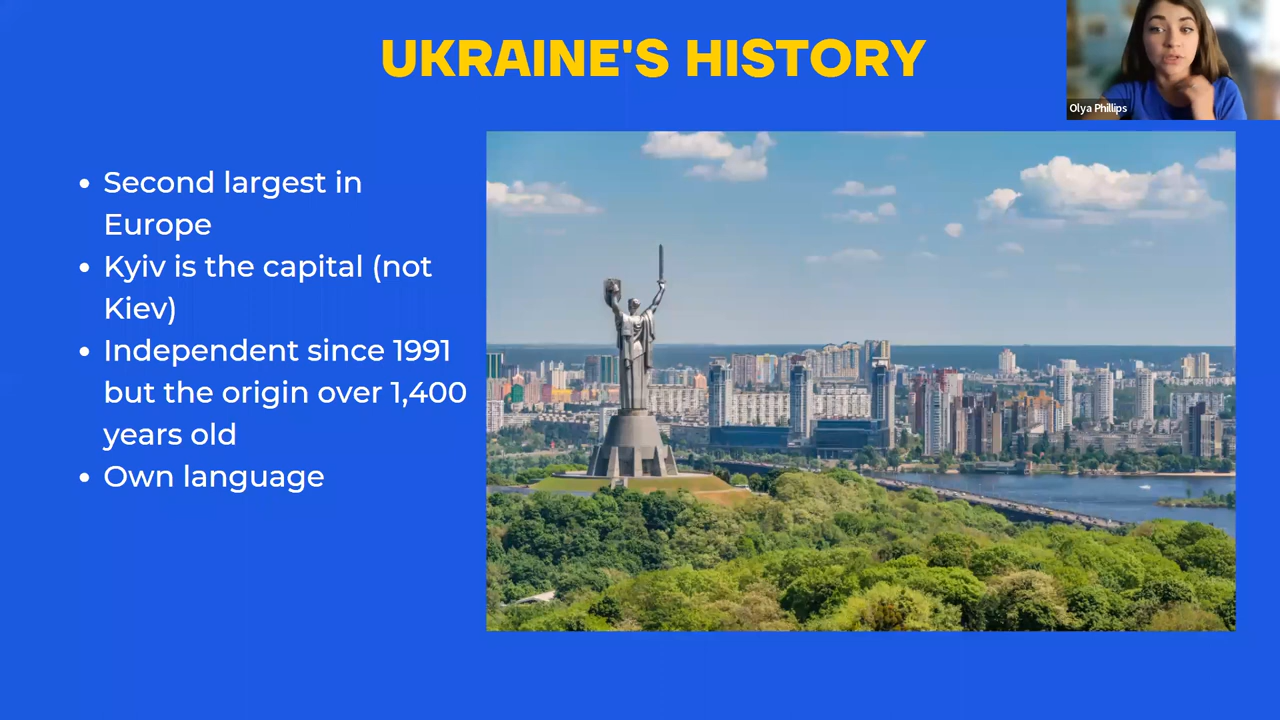 UKRAINE'S HISTORY
Olya Phillips
• Second largest in
Europe
• Kyiv is the capital (not
Kiev)
• Independent since 1991
but the origin over 1,400
years old
• Own language